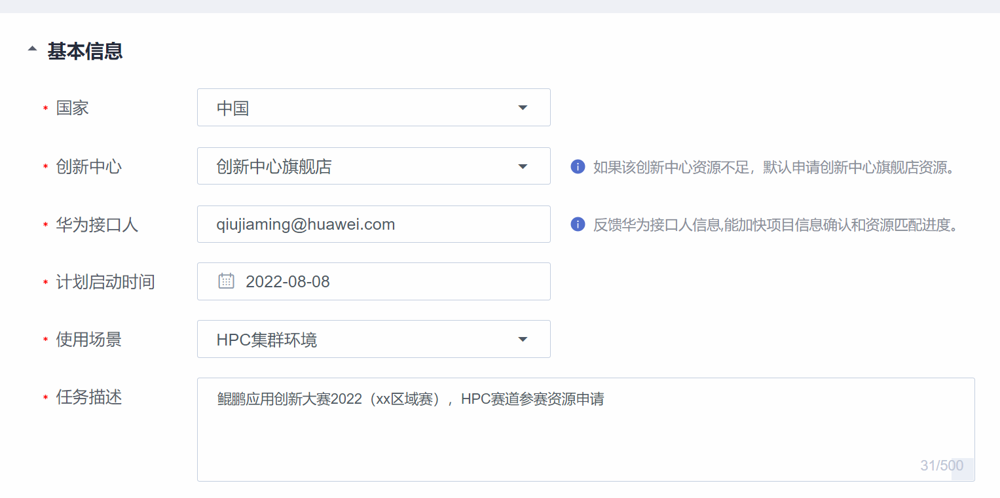 基本信息
* 国家
中国
* 创新中心
创新中心旗舰店
如果该创新中心资源不足，默认申请创新中心旗舰店资源。
* 华为接口人
qiujiaming@huawei.com
反馈华为接口人信息,能加快项目信息确认和资源匹配进度。
* 计划启动时间
2022-08-08
* 使用场景
HPC集群环境
* 任务描述
鲲鹏应用创新大赛2022（xx区域赛），HPC赛道参赛资源申请
31/500